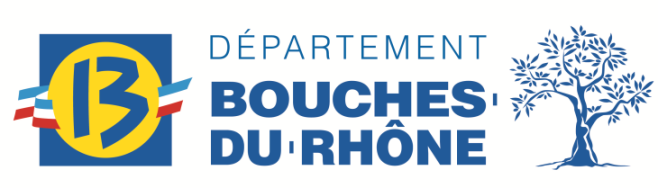 13
DÉPARTEMENT
BOUCHES-
DU-RHÔNE